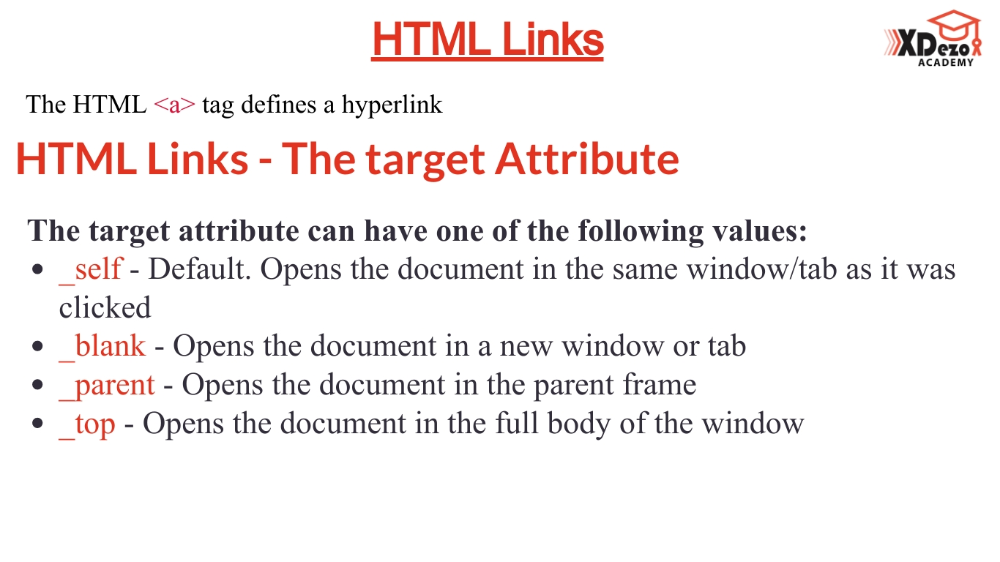 HTML Links
XDezo
ACADEMY
The HTML <a> tag defines a hyperlink
HTML Links - The target Attribute
The target attribute can have one of the following values:
• _self - Default. Opens the document in the same window/tab as it was
clicked
• _blank - Opens the document in a new window or tab
• _parent - Opens the document in the parent frame
• _top - Opens the document in the full body of the window